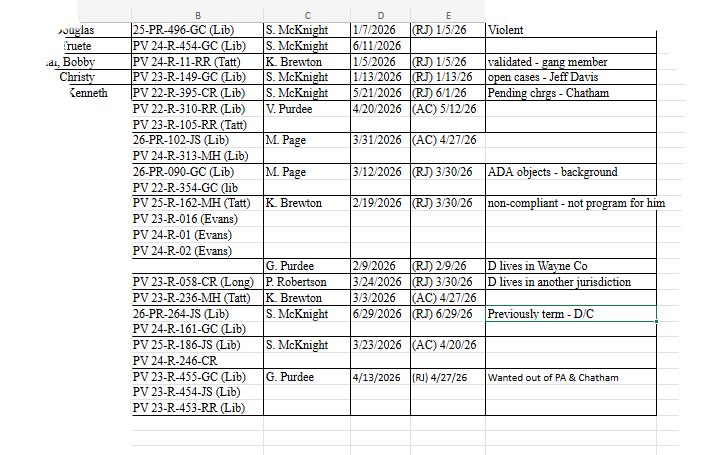 B C D E
25-PR-496-GC (Lib) S. McKnight 1/7/2026 (RJ) 1/5/26 Violent
PV 24-R-454-GC (Lib) S. McKnight 6/11/2026
Bobby PV 24-R-11-RR (Tatt) K. Brewton 1/5/2026 (RJ) 1/5/26 validated - gang member
Christy PV 23-R-149-GC (Lib) S. McKnight 1/13/2026 (RJ) 1/13/26 open cases - Jeff Davis
Kenneth PV 22-R-395-CR (Lib) S. McKnight 5/21/2026 (RJ) 6/1/26 Pending chrgs - Chatham
PV 22-R-310-RR (Lib) V. Purdee 4/20/2026 (AC) 5/12/26
PV 23-R-105-RR (Tatt)
26-PR-102-JS (Lib) M. Page 3/31/2026 (AC) 4/27/26
PV 24-R-313-MH (Lib)
26-PR-090-GC (Lib) M. Page 3/12/2026 (RJ) 3/30/26 ADA objects - background
PV 22-R-354-GC (lib
PV 25-R-162-MH (Tatt) K. Brewton 2/19/2026 (RJ) 3/30/26 non-compliant - not program for him
PV 23-R-016 (Evans)
PV 24-R-01 (Evans)
PV 24-R-02 (Evans)
G. Purdee 2/9/2026 (RJ) 2/9/26 D lives in Wayne Co
PV 23-R-058-CR (Long) P. Robertson 3/24/2026 (RJ) 3/30/26 D lives in another jurisdiction
PV 23-R-236-MH (Tatt) K. Brewton 3/3/2026 (AC) 4/27/26
26-PR-264-JS (Lib) S. McKnight 6/29/2026 (RJ) 6/29/26 Previously term - D/C
PV 24-R-161-GC (Lib)
PV 25-R-186-JS (Lib) S. McKnight 3/23/2026 (AC) 4/20/26
PV 24-R-246-CR
PV 23-R-455-GC (Lib) G. Purdee 4/13/2026 (RJ) 4/27/26 Wanted out of PA & Chatham
PV 23-R-454-JS (Lib)
PV 23-R-453-RR (Lib)